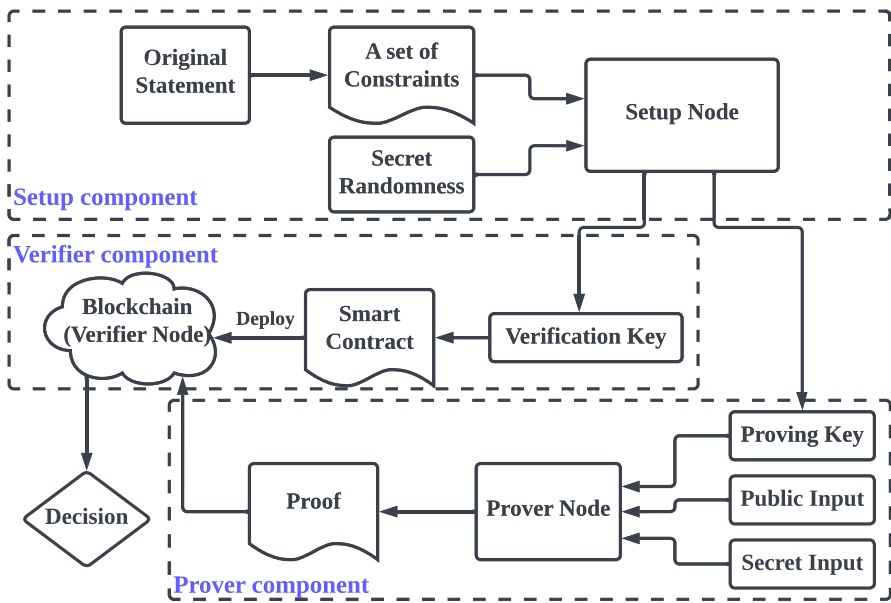 Original
Statement
A set of
Constraints
Setup Node
Secret
Randomness
Setup component
Verifier component
Blockchain
(Verifier Node)
Deploy
Smart
Contract
Verification Key
Proving Key
Public Input
Secret Input
Prover Node
Proof
Decision
Prover component